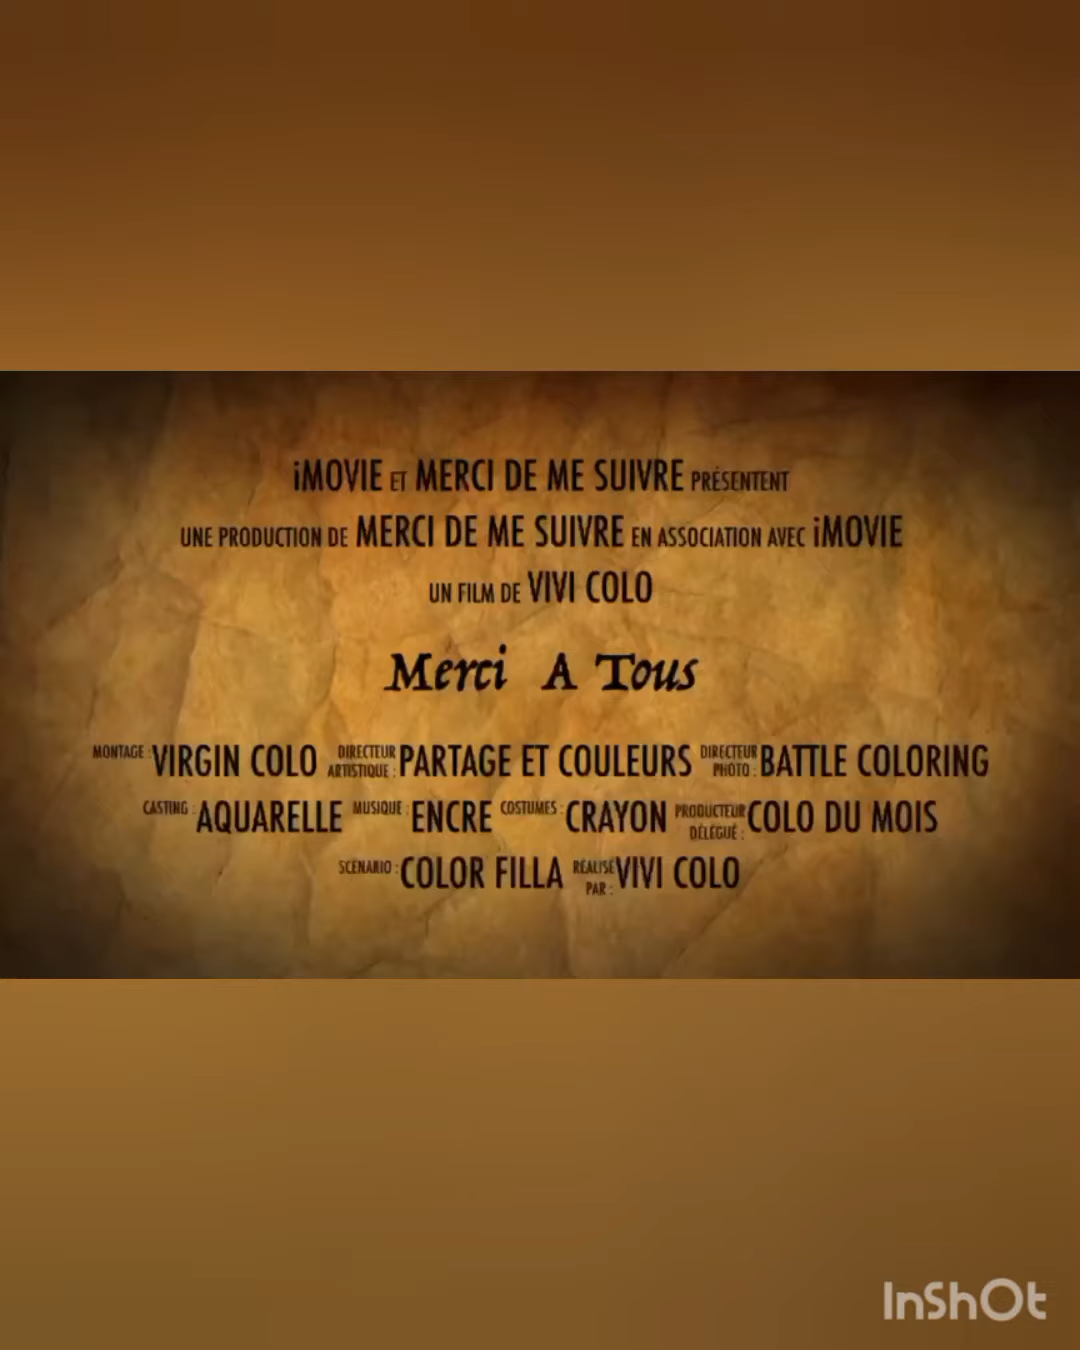 iMOVIE ET MERCI DE ME SUIVRE PRÉSENTENT
UNE PRODUCTION DE MERCI DE ME SUIVRE EN ASSOCIATION AVEC iMOVIE
UN FILM DE VIVI COLO
Merci A Tous
MONTAGE : VIRGIN COLO DIRECTEUR ARTISTIQUE : PARTAGE ET COULEURS DIRECTEUR PHOTO : BATTLE COLORING
CASTING : AQUARELLE MUSIQUE : ENCRE COSTUMES : CRAYON PRODUCTEUR DÉLÉGUÉ : COLO DU MOIS
SCENARIO : COLOR FILLA RÉALISÉ PAR : VIVI COLO
InShOt